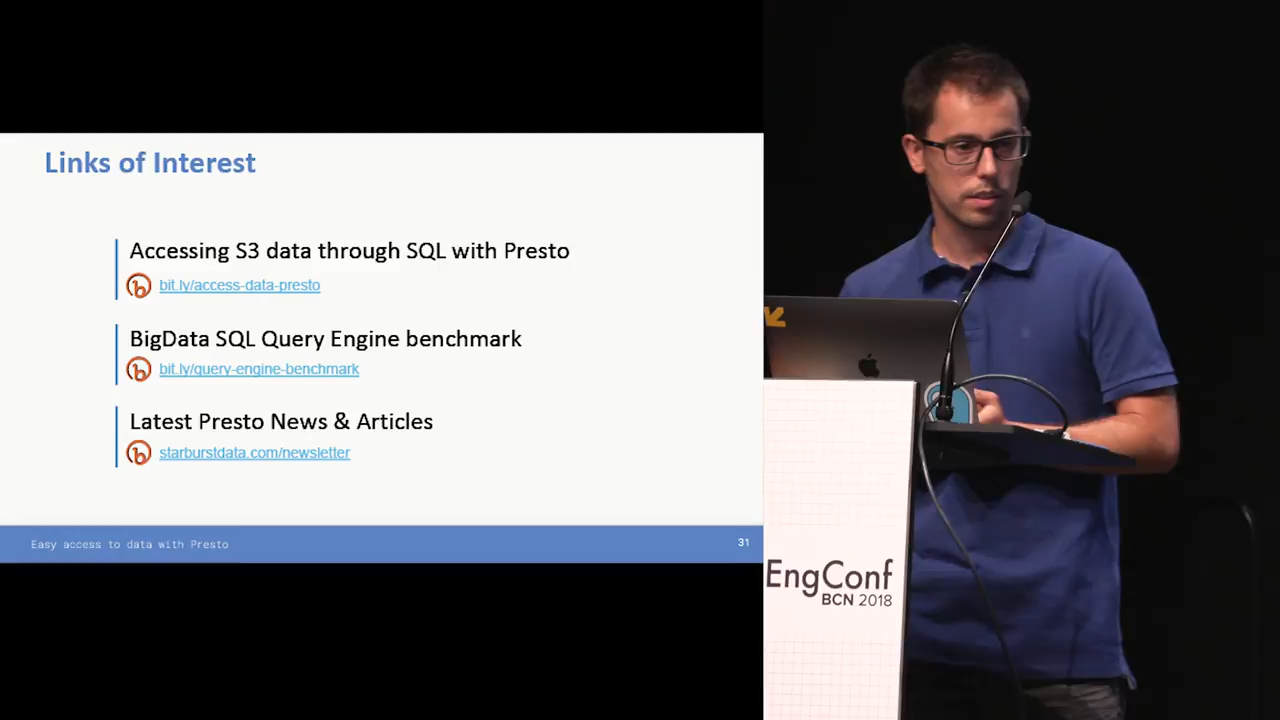 Links of Interest
Accessing S3 data through SQL with Presto
bit.ly/access-data-presto
BigData SQL Query Engine benchmark
bit.ly/query-engine-benchmark
Latest Presto News & Articles
starburstdata.com/newsletter
Easy access to data with Presto
31
EngConf
BCN 2018